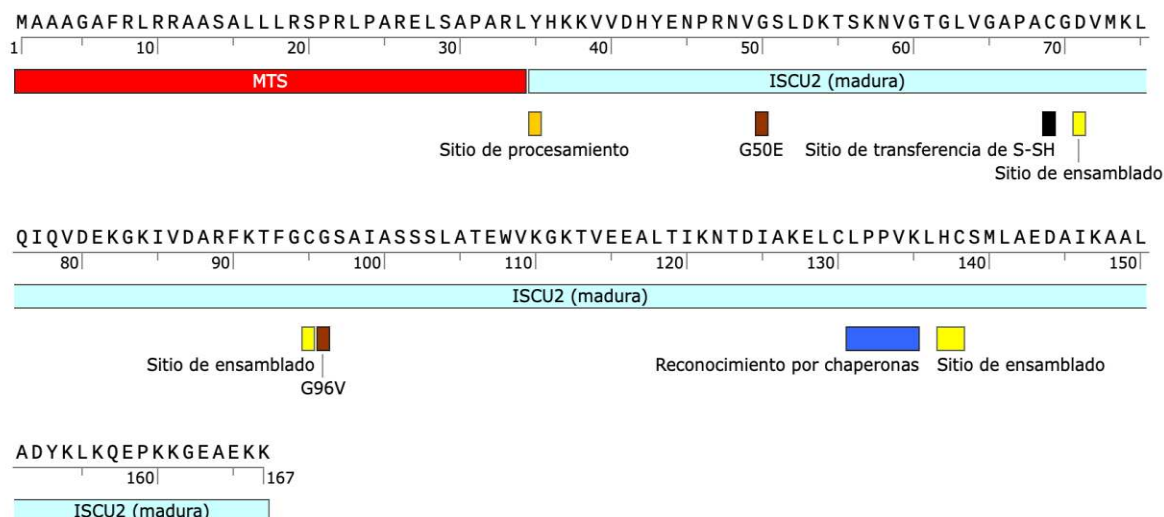 MAAAGAFRLRRAASALLLRSPRLPARELSAPARLYHKKVVDHYENPRNVGSLDKTSKNVGTGLVGAPACGDVMKL
1 10 20 30 40 50 60 70
MTS ISCU2 (madura)
Sitio de procesamiento G50E Sitio de transferencia de S-SH
Sitio de ensamblado
QIQVDEKGKIVDARFKTFGCGSAIASSSLATEWVKGKTVEEALTIKNTDIAKELCLPPVKLHCSMLAEDAIKAAL
80 90 100 110 120 130 140 150
ISCU2 (madura)
Sitio de ensamblado Reconocimiento por chaperonas Sitio de ensamblado
G96V
ADYKLKQEPKKGEAEKK
160 167
ISCU2 (madura)